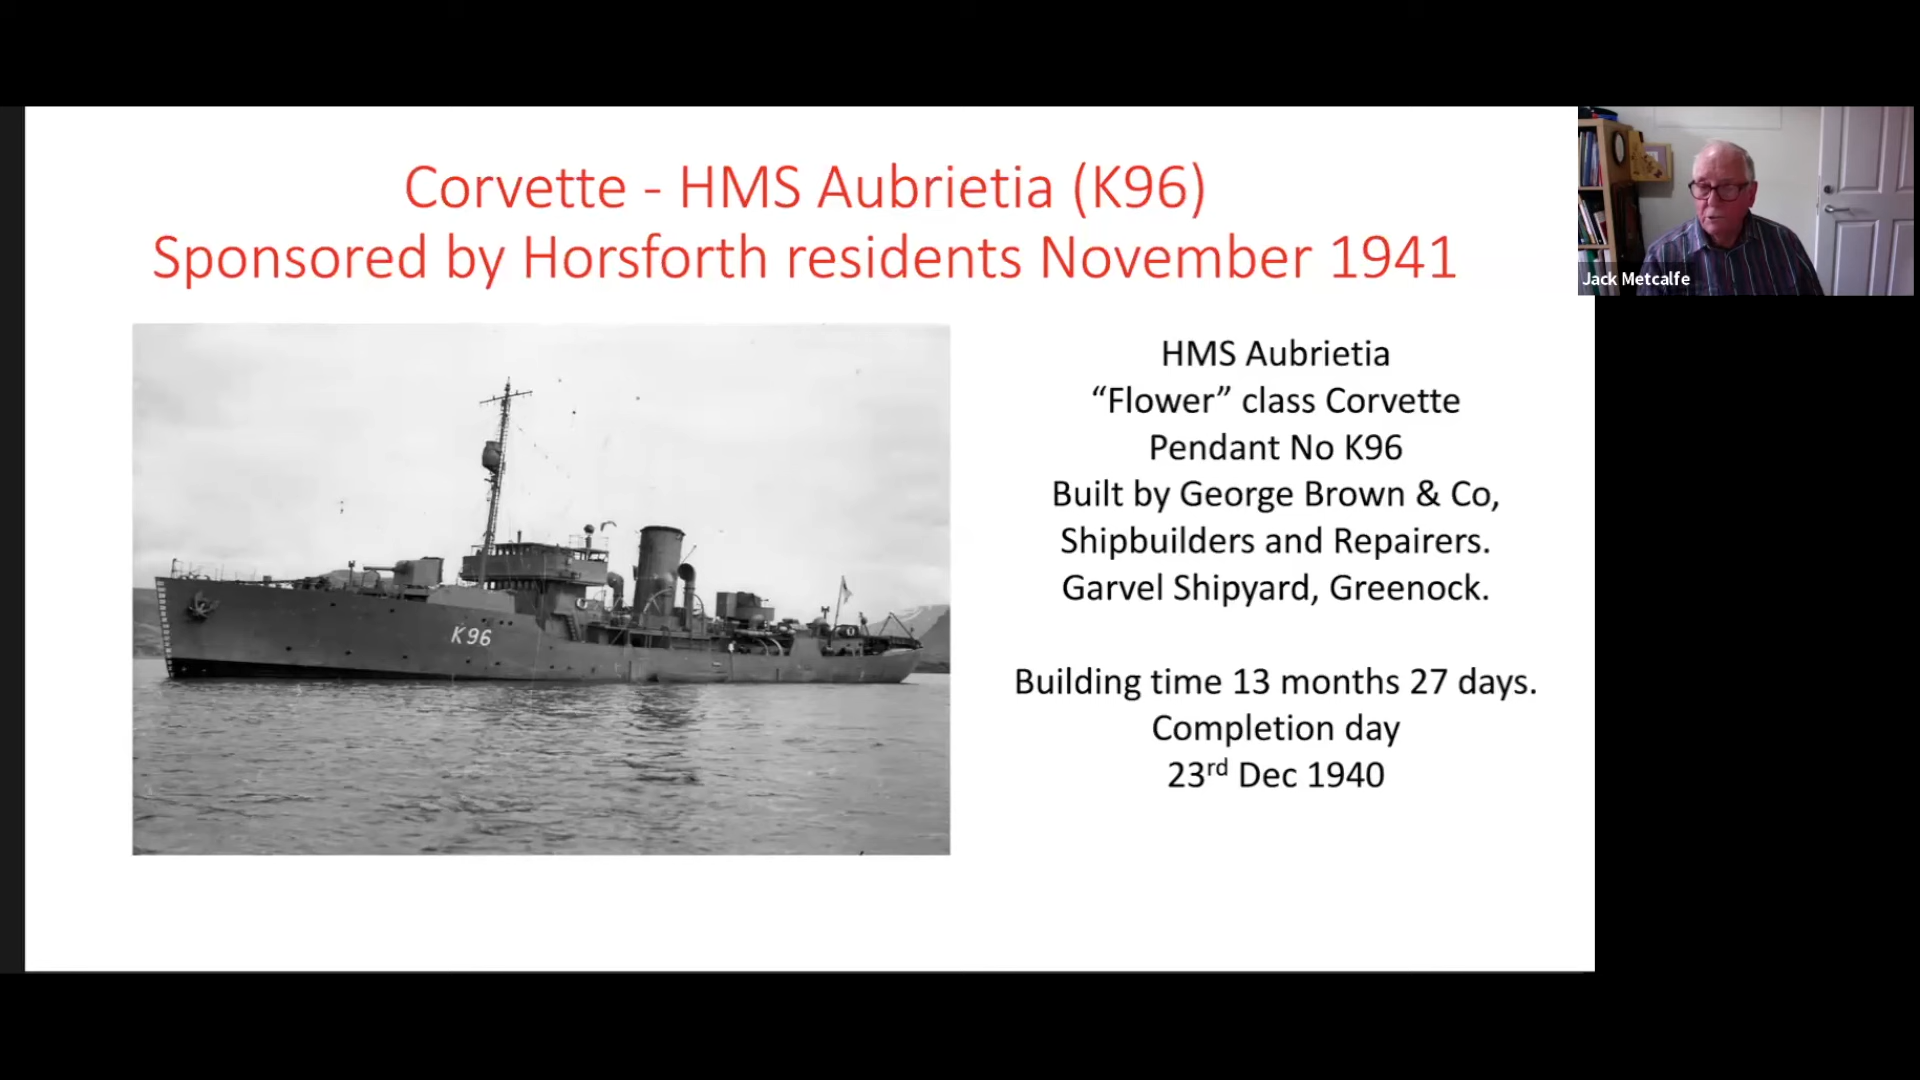 Corvette - HMS Aubrietia (K96)
Sponsored by Horsforth residents November 1941
Jack Metcalfe
HMS Aubrietia
“Flower” class Corvette
Pendant No K96
Built by George Brown & Co,
Shipbuilders and Repairers.
Garvel Shipyard, Greenock.
Building time 13 months 27 days.
Completion day
23rd Dec 1940
K96